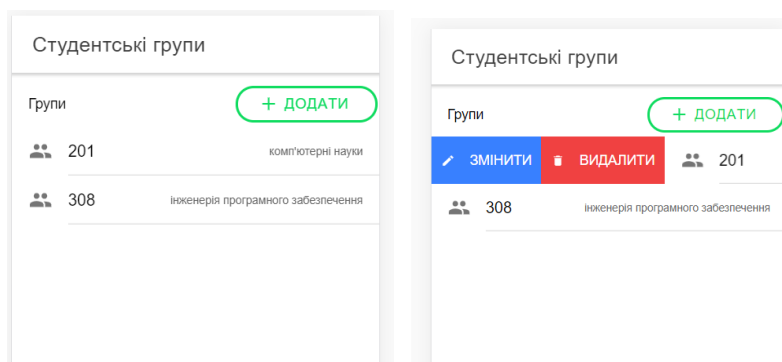 Студентські групи
Групи
+ ДОДАТИ
201
комп'ютерні науки
308
інженерія програмного забезпечення
Студентські групи
Групи
+ ДОДАТИ
ЗМІНИТИ
ВИДАЛИТИ
201
308
інженерія програмного забезпечення